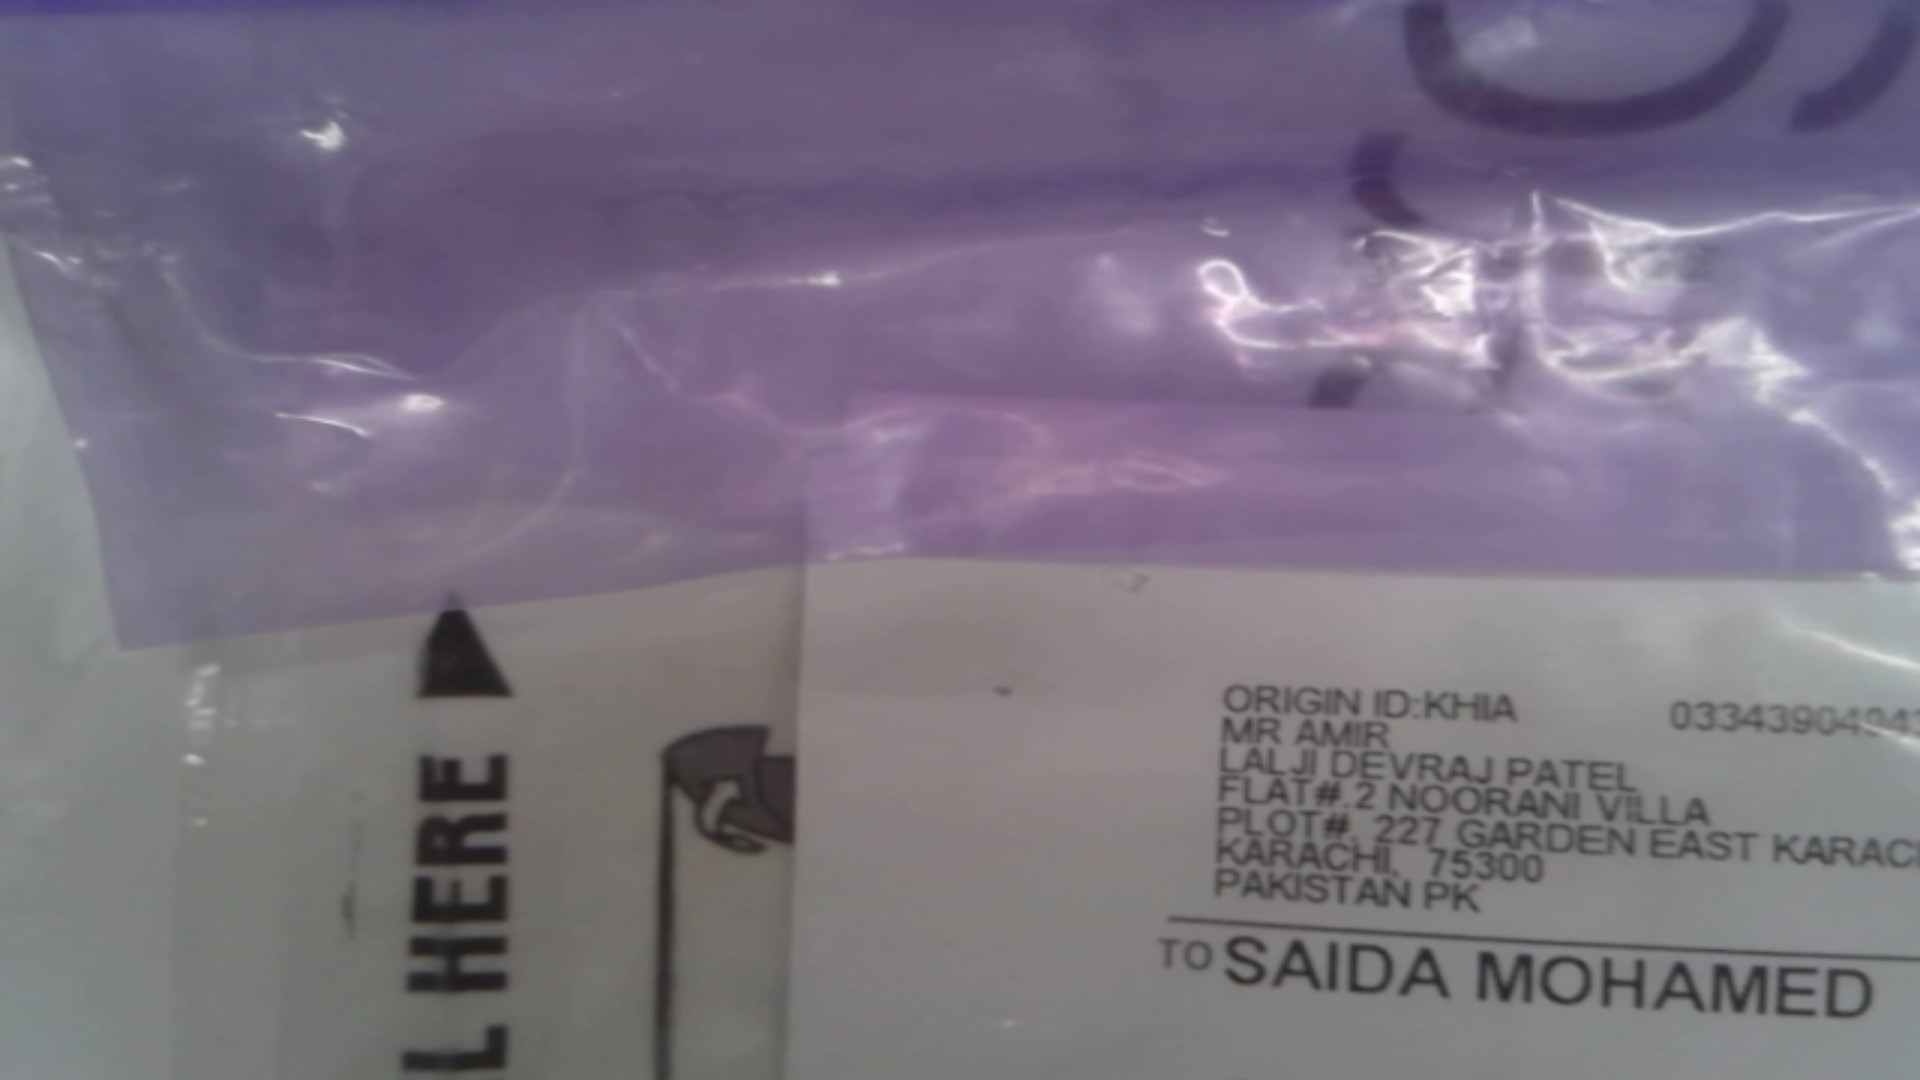 ORIGIN ID:KHIA
MR AMIR
LALJI DEVRAJ PATEL
FLAT#.2 NOORANI VILLA
PLOT#. 227 GARDEN EAST
KARACHI, 75300
PAKISTAN PK
TO SAIDA MOHAMED
HERE